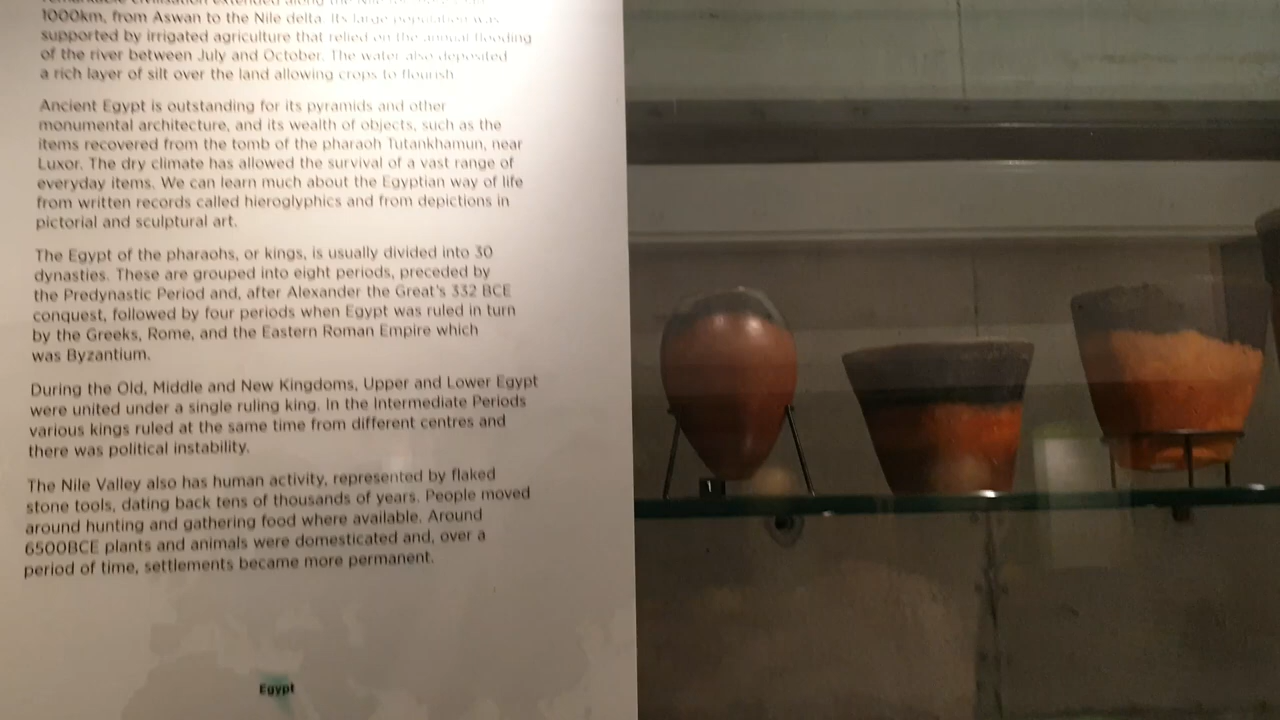 remarkable civilisation extended along the Nile for
1000km, from Aswan to the Nile delta. Its large population was
supported by irrigated agriculture that relied on the annual flooding
of the river between July and October. The water also deposited
a rich layer of silt over the land allowing crops to flourish
Ancient Egypt is outstanding for its pyramids and other
monumental architecture, and its wealth of objects, such as the
items recovered from the tomb of the pharaoh Tutankhamun, near
Luxor. The dry climate has allowed the survival of a vast range of
everyday items. We can learn much about the Egyptian way of life
from written records called hieroglyphics and from depictions in
pictorial and sculptural art.
The Egypt of the pharaohs, or kings, is usually divided into 30
dynasties. These are grouped into eight periods, preceded by
the Predynastic Period and, after Alexander the Great's 332 BCE
conquest, followed by four periods when Egypt was ruled in turn
by the Greeks, Rome, and the Eastern Roman Empire which
was Byzantium.
During the Old, Middle and New Kingdoms, Upper and Lower Egypt
were united under a single ruling king. In the Intermediate Periods
various kings ruled at the same time from different centres and
there was political instability.
The Nile Valley also has human activity, represented by flaked
stone tools, dating back tens of thousands of years. People moved
around hunting and gathering food where available. Around
6500BCE plants and animals were domesticated and, over a
period of time, settlements became more permanent.
Egypt